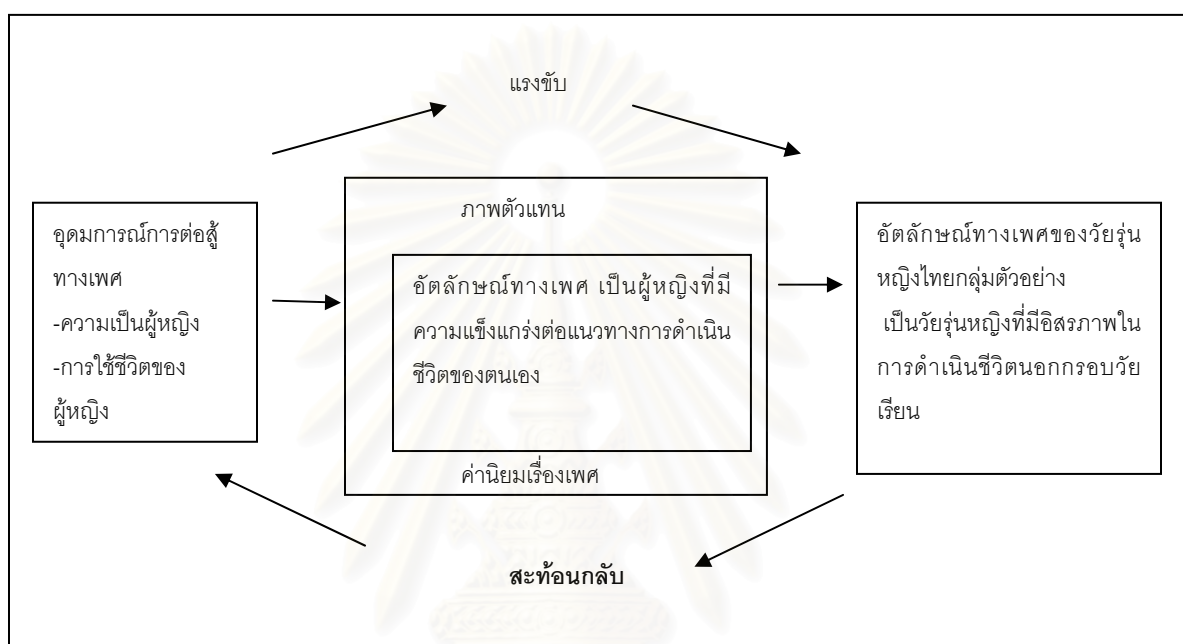 แรงขับ
อุดมการณ์การต่อสู้
ทางเพศ
-ความเป็นผู้หญิง
-การใช้ชีวิตของ
ผู้หญิง
ภาพตัวแทน
อัตลักษณ์ทางเพศ เป็นผู้หญิงที่มี
ความแข็งแกร่งต่อแนวทางการดำเนิน
ชีวิตของตนเอง
ค่านิยมเรื่องเพศ
อัตลักษณ์ทางเพศของวัยรุ่น
หญิงไทยกลุ่มตัวอย่าง
เป็นวัยรุ่นหญิงที่มีอิสรภาพใน
การดำเนินชีวิตนอกกรอบวัย
เรียน
สะท้อนกลับ